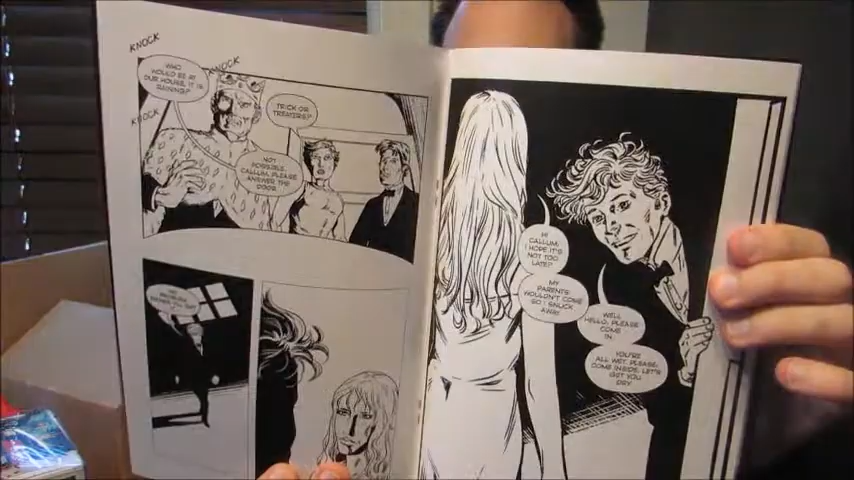 KNOCK
KNOCK
KNOCK
WHO
WOULD BE AT
OUR HOUSE, IT IS
RAINING?
TRICK-OR
TREATERS?
NOT
POSSIBLE.
CALLUM, PLEASE
ANSWER THE
DOOR.
HI
CALLUM!
HOPE IT'S
NOT TOO
LATE?
MY
PARENTS
WOULDN'T COME
SO I SNUCK
AWAY
WELL
HELLO. PLEASE
COME
IN.
YOU'RE
ALL WET. PLEASE
COME INSIDE.
LET'S GET YOU
DRY.